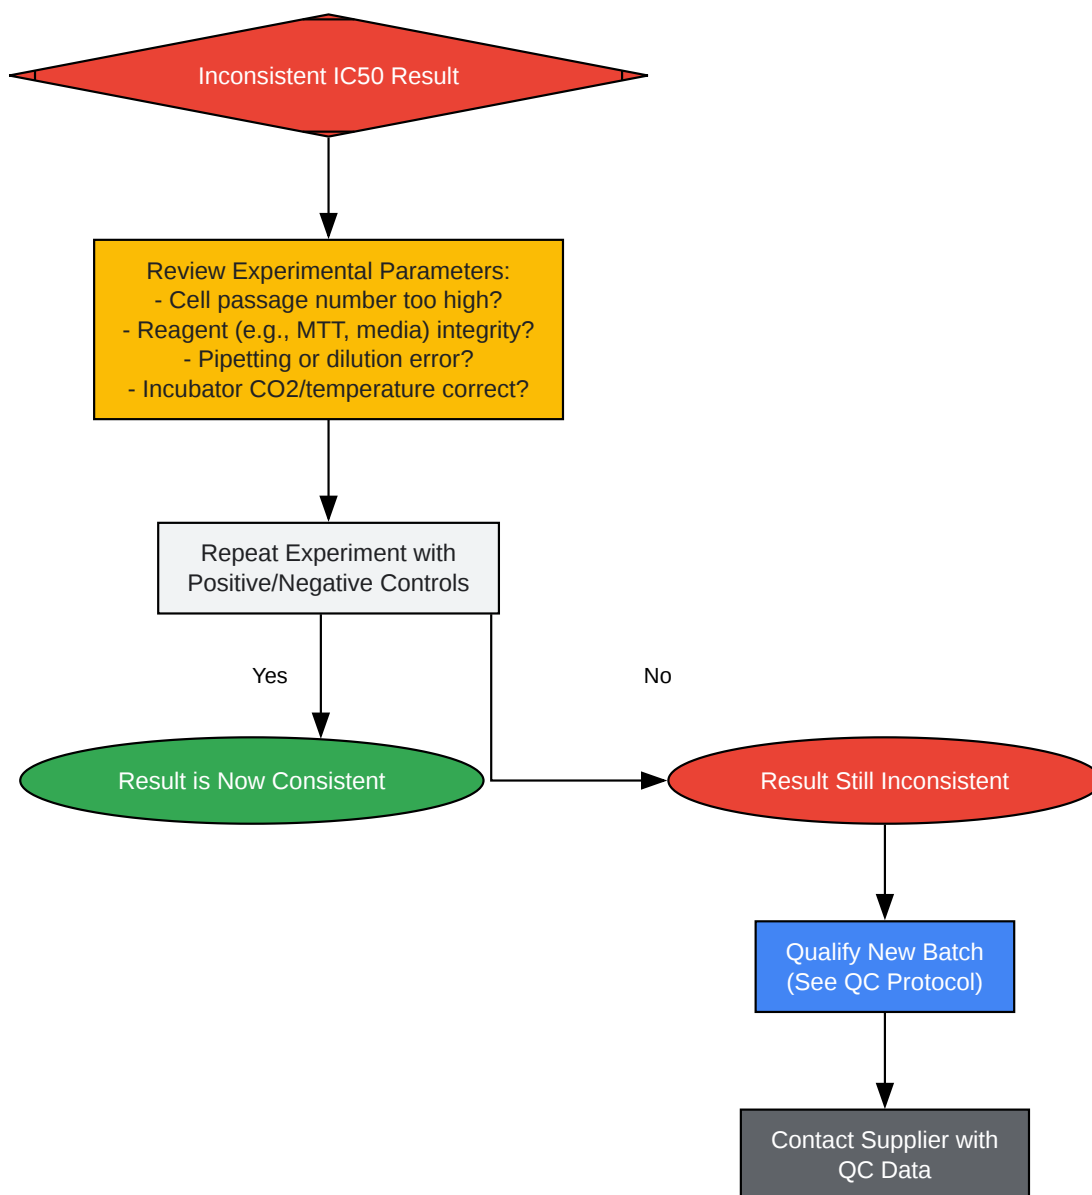 Inconsistent IC50 Result
Review Experimental Parameters:
- Cell passage number too high?
- Reagent (e.g., MTT, media) integrity?
- Pipetting or dilution error?
- Incubator CO2/temperature correct?
Repeat Experiment with
Positive/Negative Controls
Yes
No
Result is Now Consistent
Result Still Inconsistent
Qualify New Batch
(See QC Protocol)
Contact Supplier with
QC Data